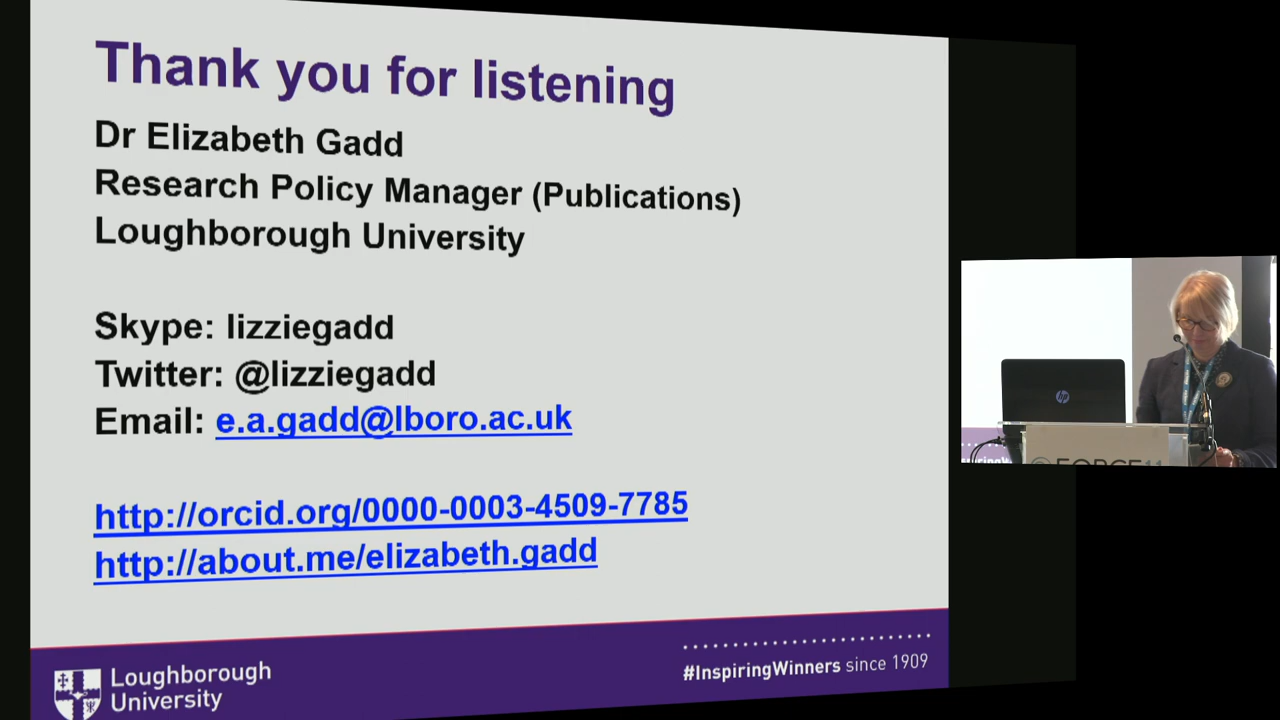 Thank you for listening
Dr Elizabeth Gadd
Research Policy Manager (Publications)
Loughborough University
Skype: lizziegadd
Twitter: @lizziegadd
Email: e.a.gadd@lboro.ac.uk
http://orcid.org/0000-0003-4509-7785
http://about.me/elizabeth.gadd
Loughborough
University
#InspiringWinners since 1909
hp
FORCE11